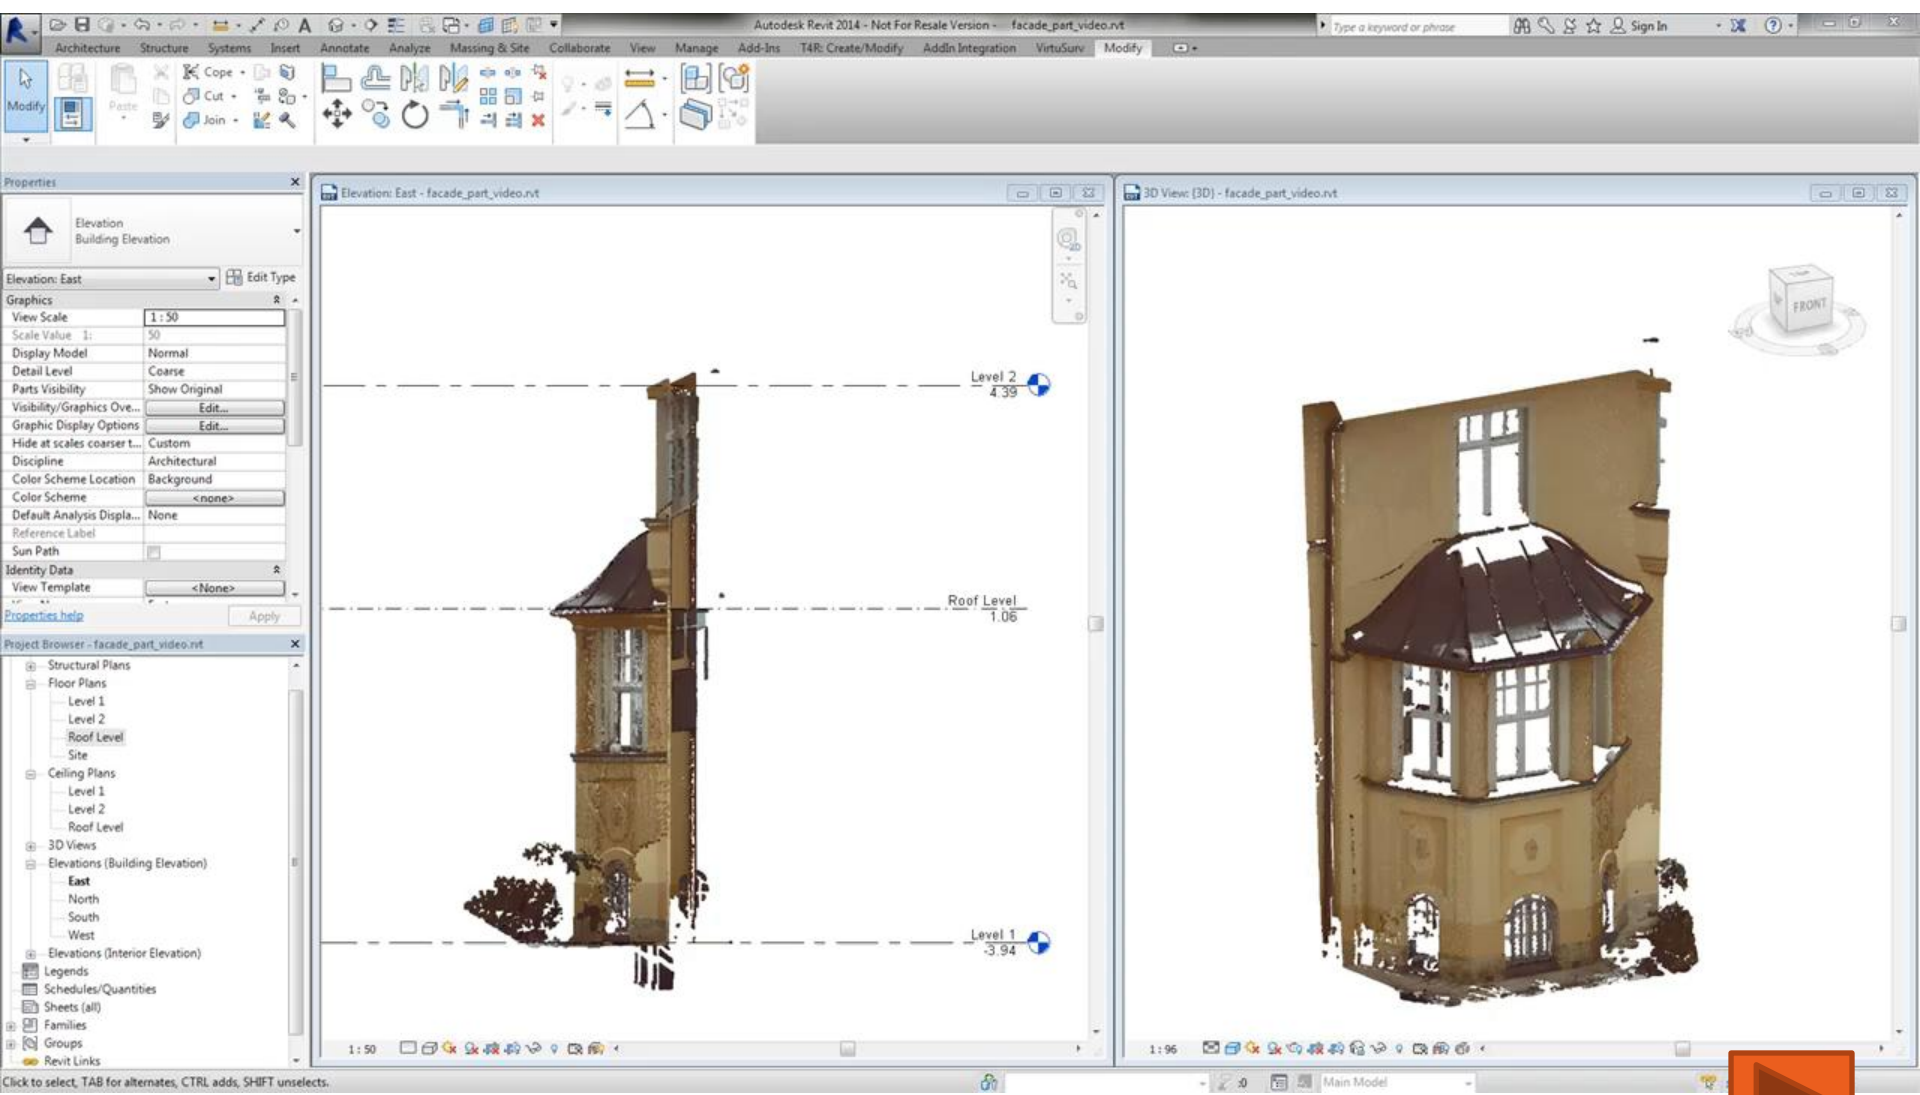 Autodesk Revit 2014 - Not For Resale Version -    facade_part_video.rvt
Type a keyword or phrase
Sign In
Architecture Structure Systems Insert Annotate Analyze Massing & Site Collaborate View Manage Add-Ins T4R: Create/Modify AddIn Integration VirtuSurv Modify
Modify
Paste
Cope
Cut
Join
Properties
Elevation
Building Elevation
Elevation: East
Edit Type
Graphics
View Scale 1 : 50
Scale Value 1: 50
Display Model Normal
Detail Level Coarse
Parts Visibility Show Original
Visibility/Graphics Ove... Edit...
Graphic Display Options Edit...
Hide at scales coarser t... Custom
Discipline Architectural
Color Scheme Location Background
Color Scheme <none>
Default Analysis Displa... None
Reference Label
Sun Path
Identity Data
View Template <None>
Properties help
Apply
Project Browser - facade_part_video.rvt
Structural Plans
Floor Plans
Level 1
Level 2
Roof Level
Site
Ceiling Plans
Level 1
Level 2
Roof Level
3D Views
Elevations (Building Elevation)
East
North
South
West
Elevations (Interior Elevation)
Legends
Schedules/Quantities
Sheets (all)
Families
Groups
Revit Links
Elevation: East - facade_part_video.rvt
2D
Level 2
4.39
Roof Level
1.06
Level 1
-3.94
1 : 50
3D View: {3D} - facade_part_video.rvt
FRONT
1 : 96
Click to select, TAB for alternates, CTRL adds, SHIFT unselects.
:0
Main Model